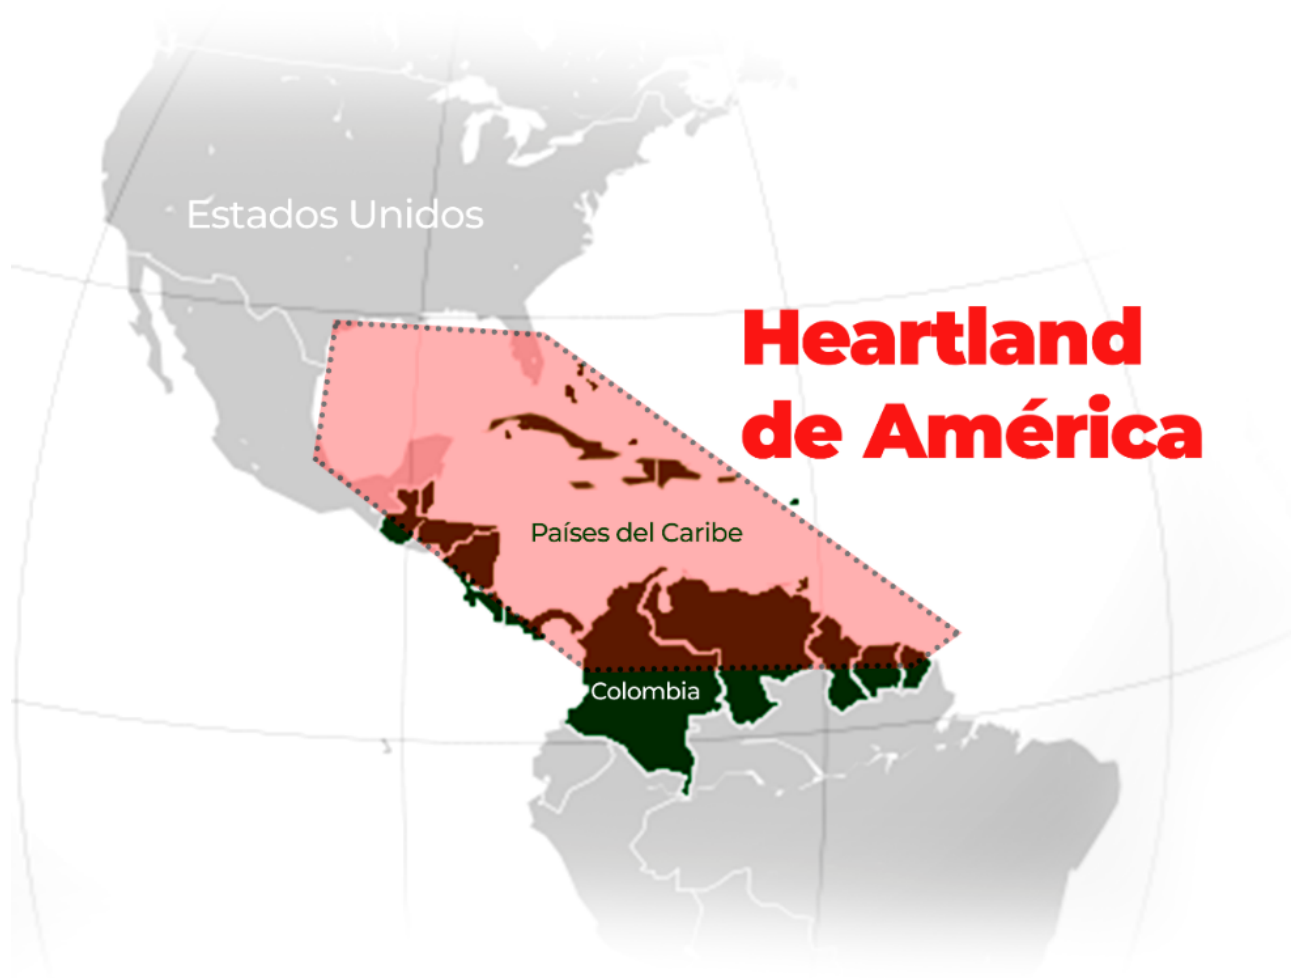 Estados Unidos
Heartland
de América
Países del Caribe
Colombia